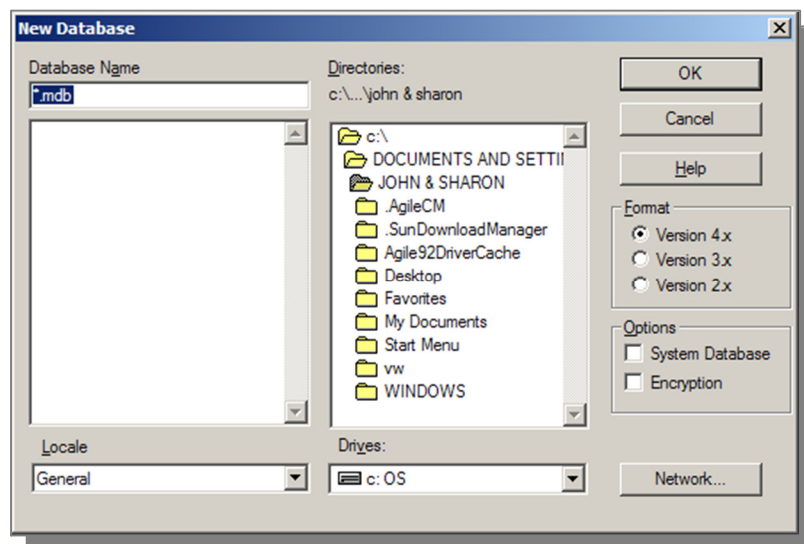 New Database
Database Name
*.mdb
Directories:
c:\...\john & sharon
c:\
DOCUMENTS AND SETTII
JOHN & SHARON
.AgileCM
.SunDownloadManager
Agile92DriverCache
Desktop
Favorites
My Documents
Start Menu
vw
WINDOWS
OK
Cancel
Help
Format
Version 4.x
Version 3.x
Version 2.x
Options
System Database
Encryption
Locale
General
Drives:
c: OS
Network...